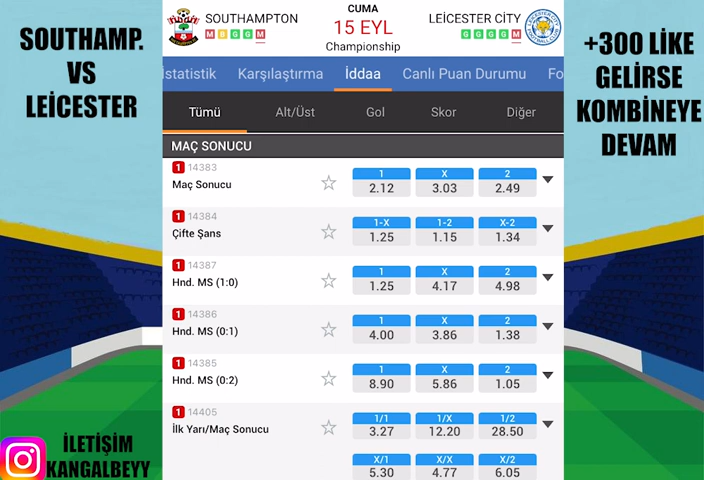 SOUTHAMP.
VS
LEİCESTER
SOUTHAMPTON
M B G G M
CUMA
15 EYL
Championship
LEİCESTER CITY
G G G G M
+300 LİKE
GELİRSE
KOMBİNEYE
DEVAM
istatistik Karşılaştırma İddaa Canlı Puan Durumu Fo
Tümü Alt/Üst Gol Skor Diğer
MAÇ SONUCU
1 14383
Maç Sonucu
1 X 2
2.12 3.03 2.49
1 14384
Çifte Şans
1-X 1-2 X-2
1.25 1.15 1.34
1 14387
Hnd. MS (1:0)
1 X 2
1.25 4.17 4.98
1 14386
Hnd. MS (0:1)
1 X 2
4.00 3.86 1.38
1 14385
Hnd. MS (0:2)
1 X 2
8.90 5.86 1.05
1 14405
İlk Yarı/Maç Sonucu
1/1 1/X 1/2
3.27 12.20 28.50
X/1 X/X X/2
5.30 4.77 6.05
İLETİŞİM
KANGALBEYY